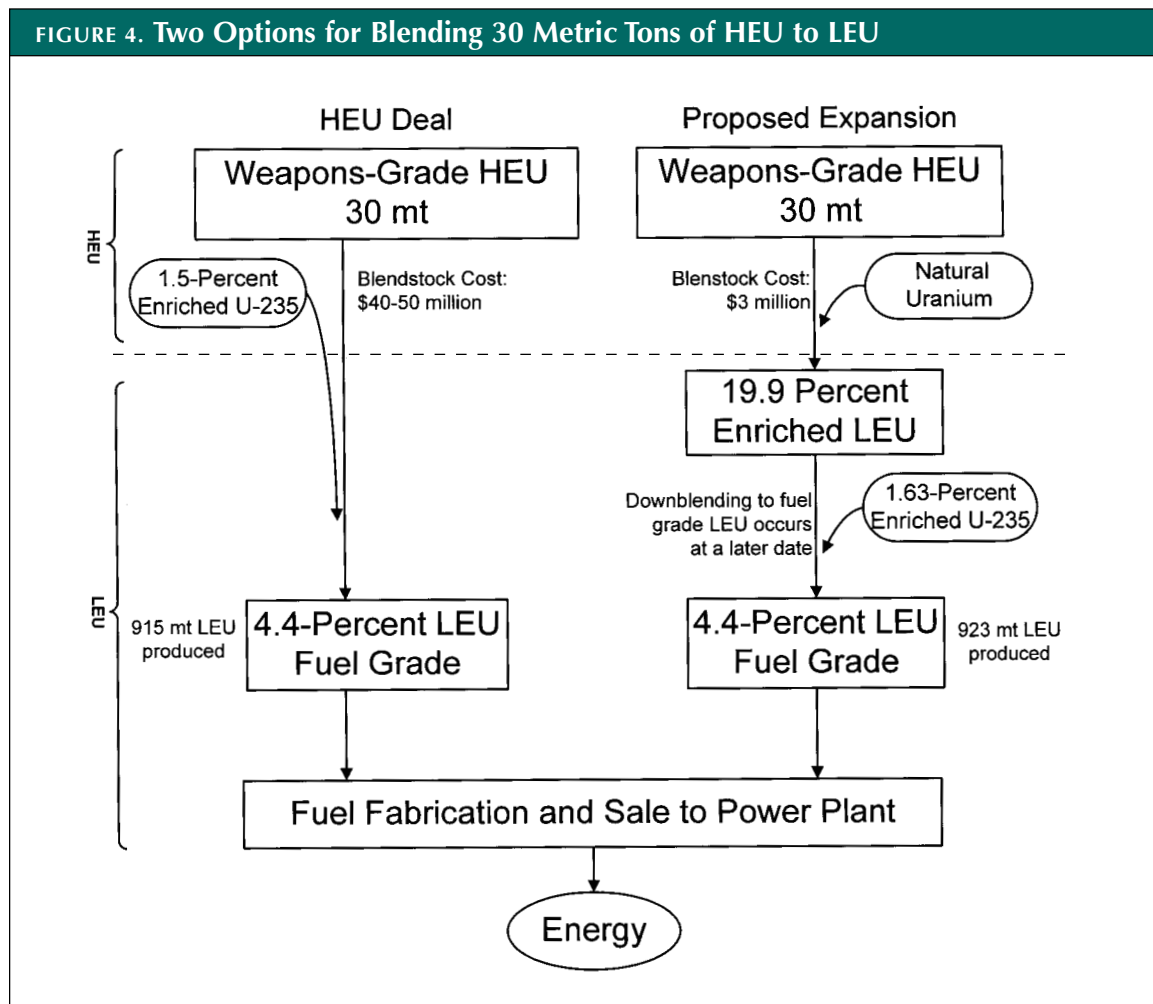 FIGURE 4. Two Options for Blending 30 Metric Tons of HEU to LEU
HEU Deal
Proposed Expansion
Weapons-Grade HEU
30 mt
Weapons-Grade HEU
30 mt
HEU
1.5-Percent
Enriched U-235
Blendstock Cost:
$40-50 million
Blenstock Cost:
$3 million
Natural
Uranium
19.9 Percent
Enriched LEU
Downblending to fuel
grade LEU occurs
at a later date
1.63-Percent
Enriched U-235
LEU
915 mt LEU
produced
4.4-Percent LEU
Fuel Grade
4.4-Percent LEU
Fuel Grade
923 mt LEU
produced
Fuel Fabrication and Sale to Power Plant
Energy